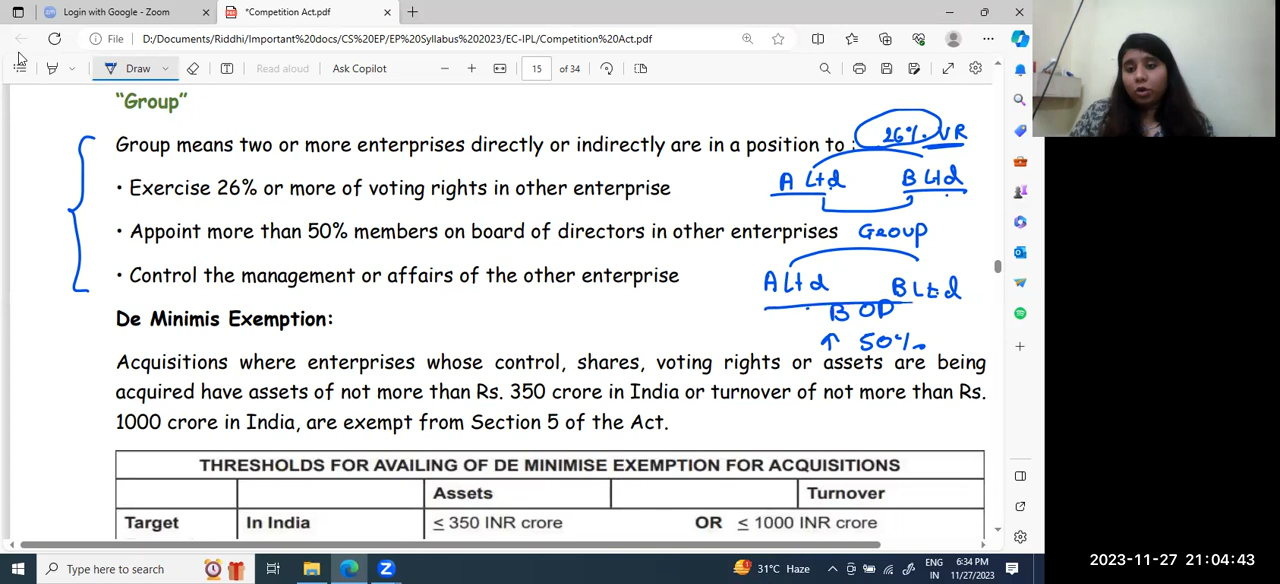 Login with Google - Zoom
*Competition Act.pdf
File
D:/Documents/Riddhi/Important%20docs/CS%20EP/EP%20Syllabus%202023/EC-IPL/Competition%20Act.pdf
Draw
Read aloud
Ask Copilot
15
of 34
"Group"
26% VR
Group means two or more enterprises directly or indirectly are in a position to :
A Ltd B Ltd
• Exercise 26% or more of voting rights in other enterprise
• Appoint more than 50% members on board of directors in other enterprises
Group
• Control the management or affairs of the other enterprise
A Ltd B Ltd
BOD
↑ 50%
De Minimis Exemption:
Acquisitions where enterprises whose control, shares, voting rights or assets are being
acquired have assets of not more than Rs. 350 crore in India or turnover of not more than Rs.
1000 crore in India, are exempt from Section 5 of the Act.
THRESHOLDS FOR AVAILING OF DE MINIMISE EXEMPTION FOR ACQUISITIONS
Assets Turnover
Target In India ≤ 350 INR crore OR ≤ 1000 INR crore
2023-11-27 21:04:43
Type here to search
31°C Haze
ENG
IN
6:34 PM
11/27/2023